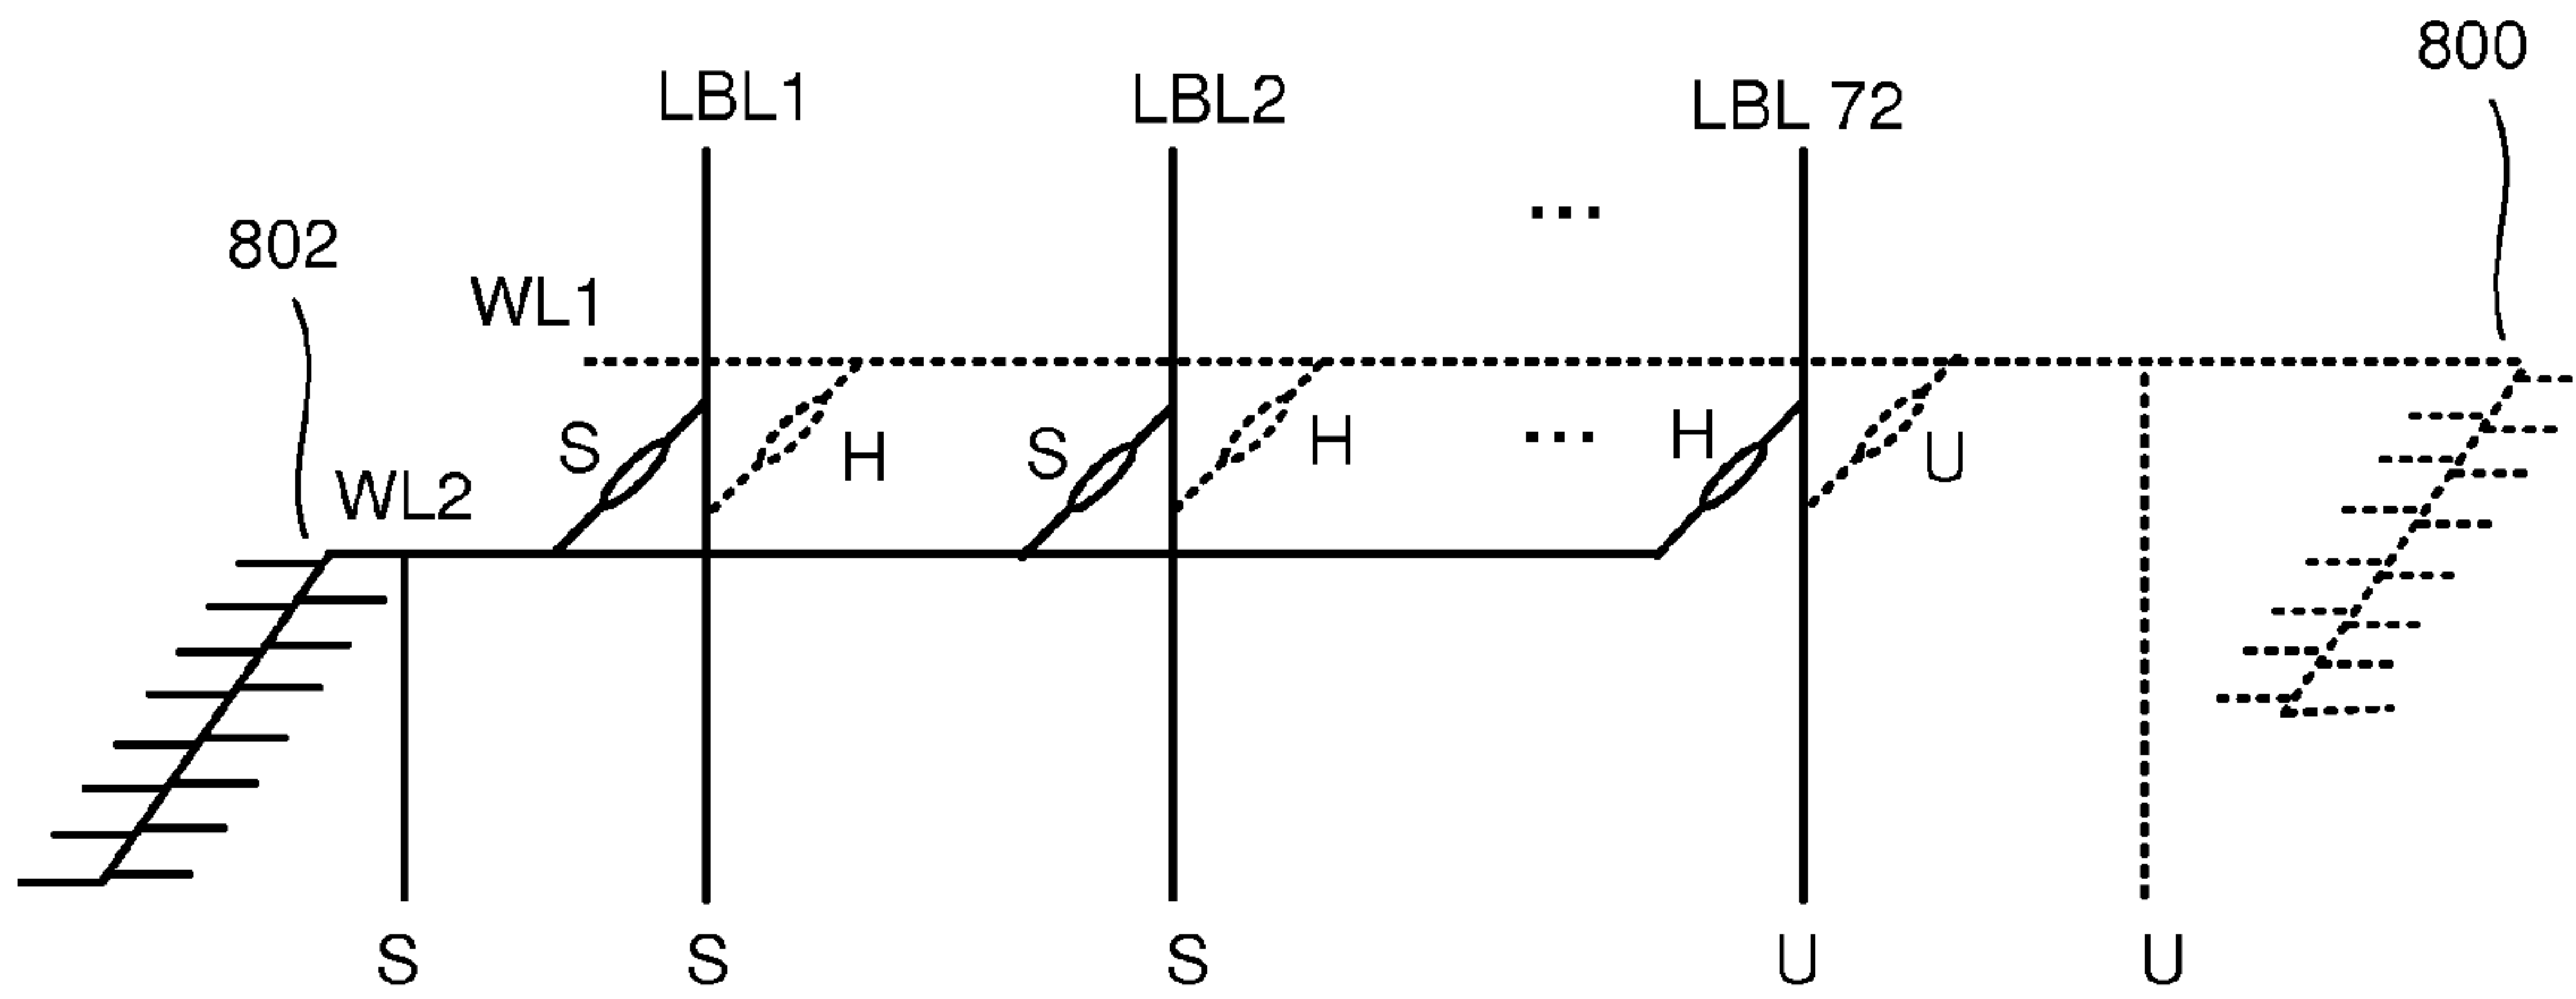 800
LBL1 LBL2 LBL 72
802
WL1
... 
S H S H ... H U
WL2
S S S U U